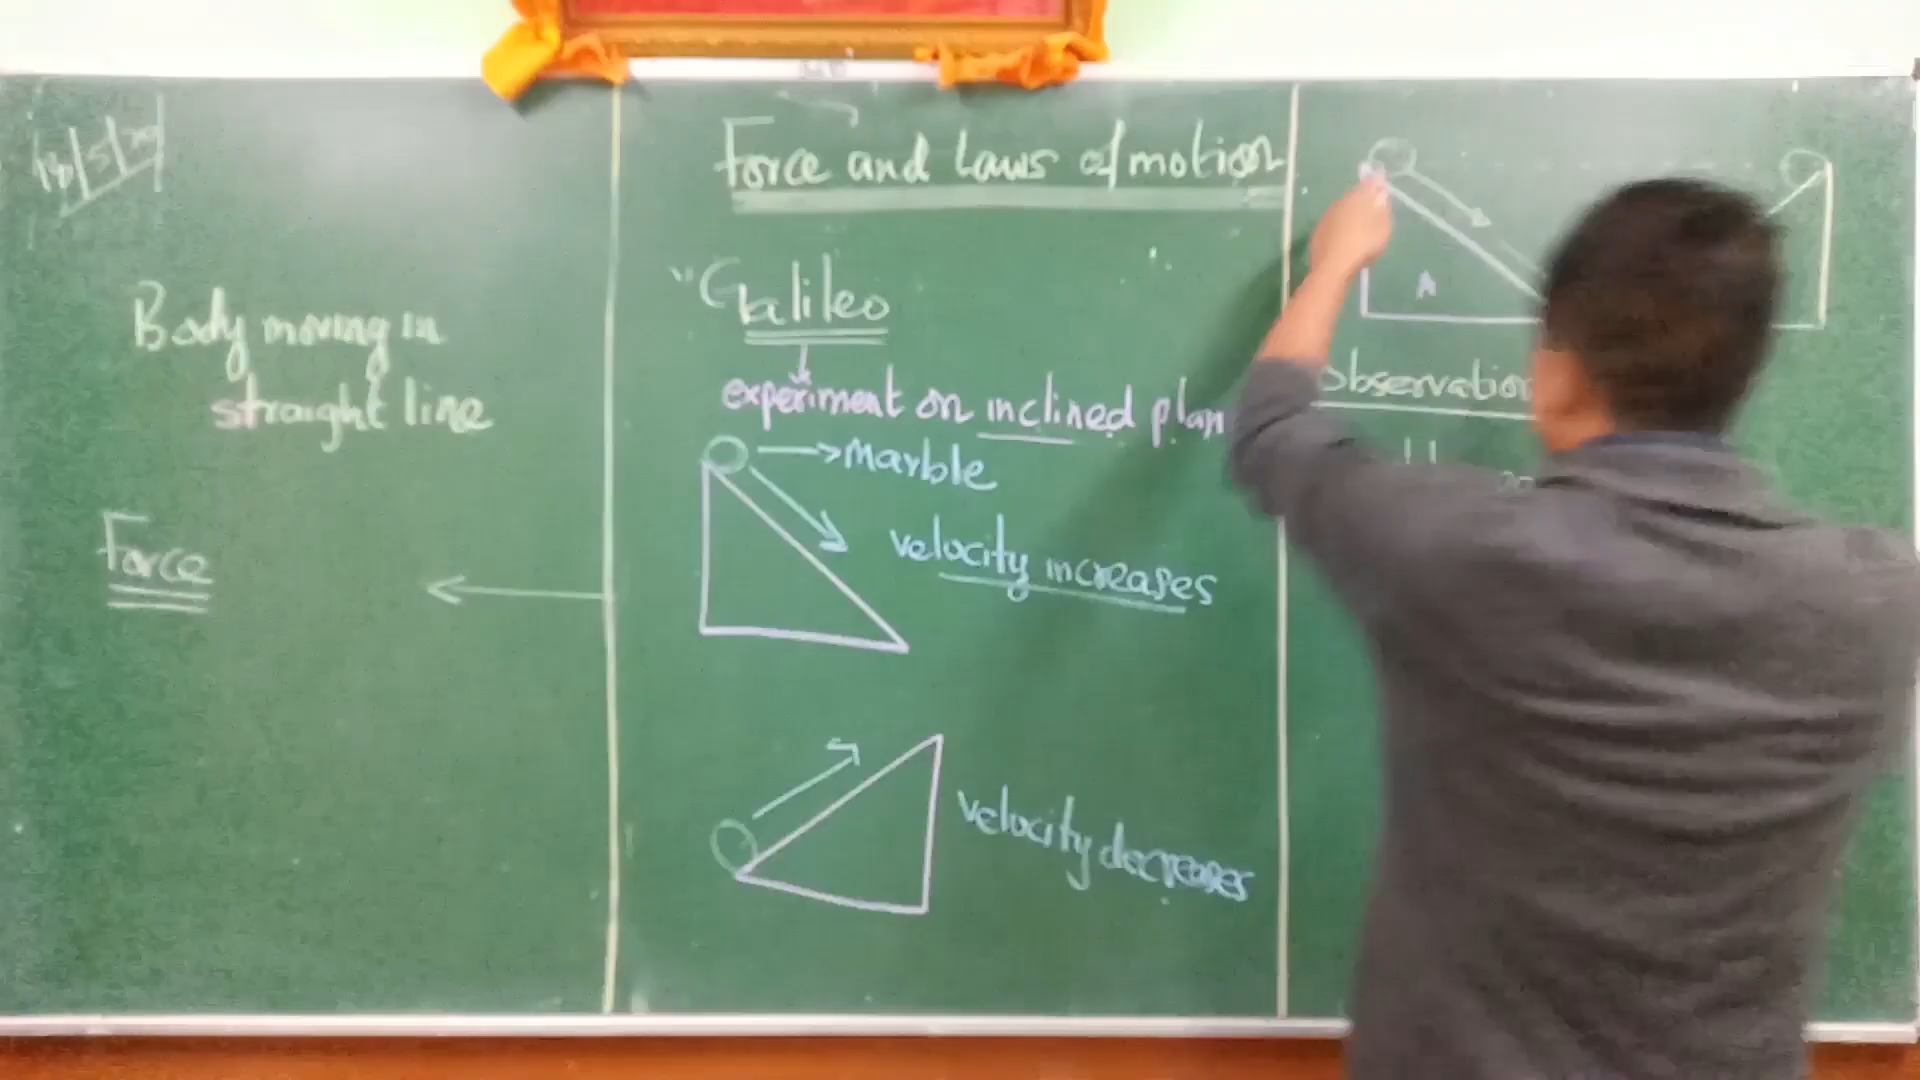 Force and Laws of motion
Body moving in
straight line
Force
"Galileo
experiment on inclined plan
marble
velocity increases
velocity decreases
A
Observation